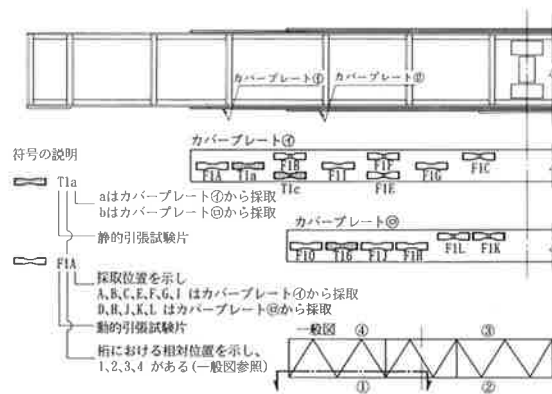 カバープレート㋑
カバープレート㋺
カバープレート㋑
F1A
T1a
F1B
T1c
F1I
F1F
F1E
F1G
F1C
カバープレート㋺
F1D
F1J
F1H
F1L
F1K
符号の説明
T1a
aはカバープレート㋑から採取
bはカバープレート㋺から採取
静的引張試験片
F1A
採取位置を示し
A,B,C,E,F,G,I はカバープレート㋑から採取
D,H,J,K,L はカバープレート㋺から採取
動的引張試験片
桁における相対位置を示し、
1,2,3,4 がある(一般図参照)
一般図
④
③
①
②